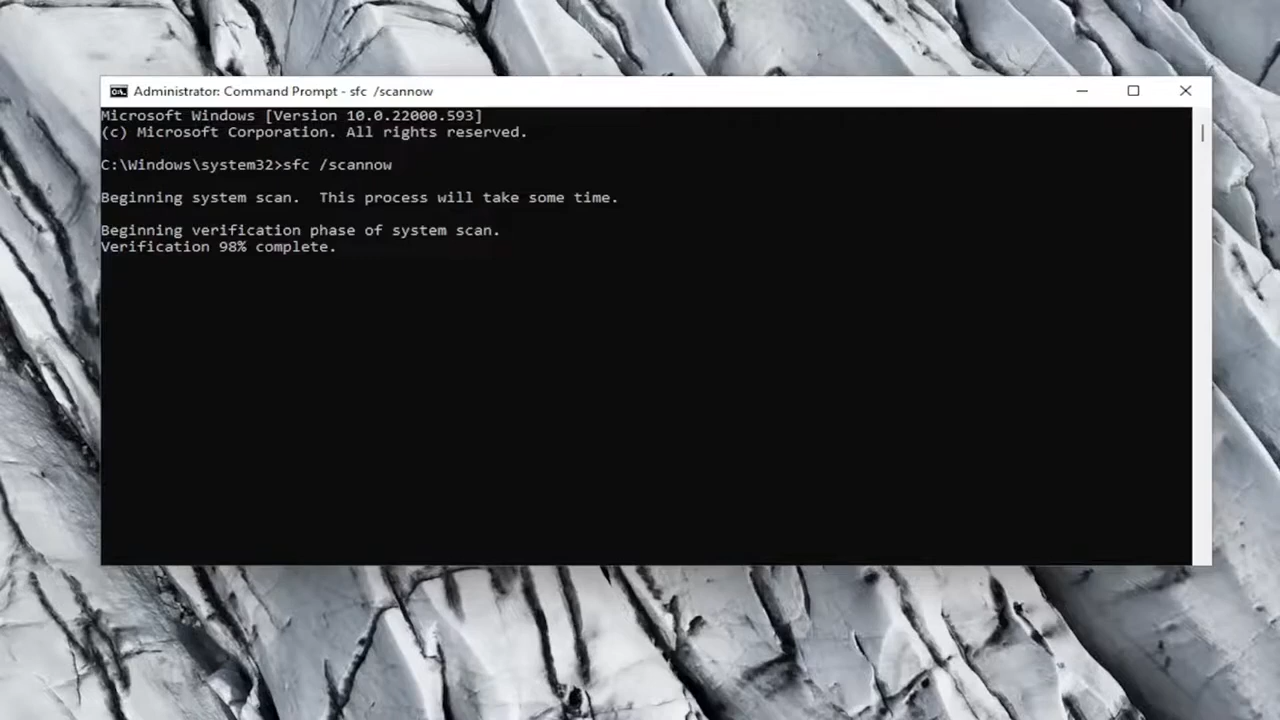 Administrator: Command Prompt - sfc  /scannow
Microsoft Windows [Version 10.0.22000.593]
(c) Microsoft Corporation. All rights reserved.
C:\Windows\system32>sfc /scannow
Beginning system scan.  This process will take some time.
Beginning verification phase of system scan.
Verification 98% complete.